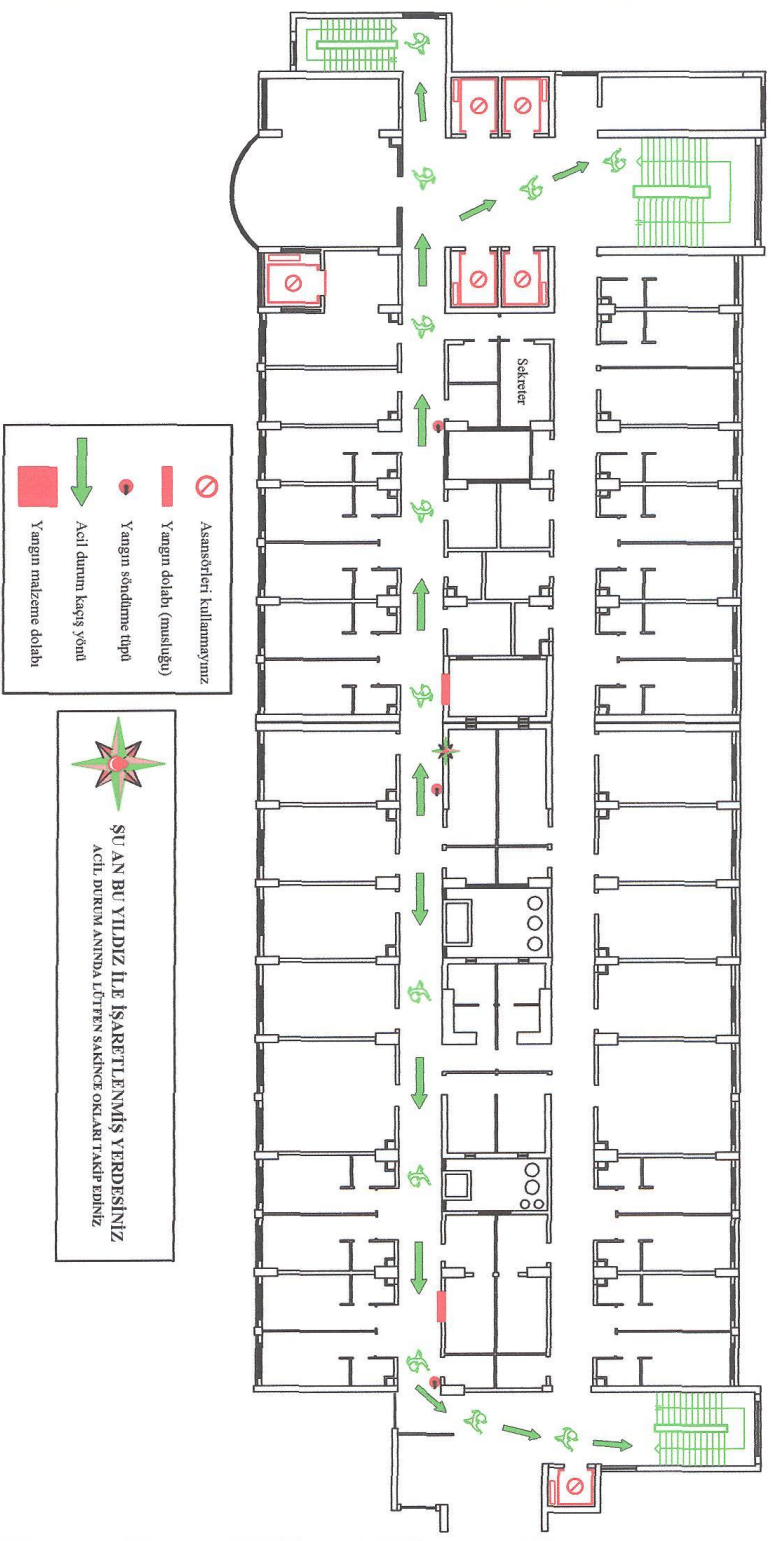 Sekreter
Asansörleri kullanmayınız
Yangın dolabı (musluğu)
Yangın söndürme tüpü
Acil durum kaçış yönü
Yangın malzeme dolabı
ŞU AN BU YILDIZ İLE İŞARETLENMİŞ YERDESİNİZ
ACİL DURUM ANINDA LÜTFEN SAKİNCE OKLARI TAKİP EDİNİZ